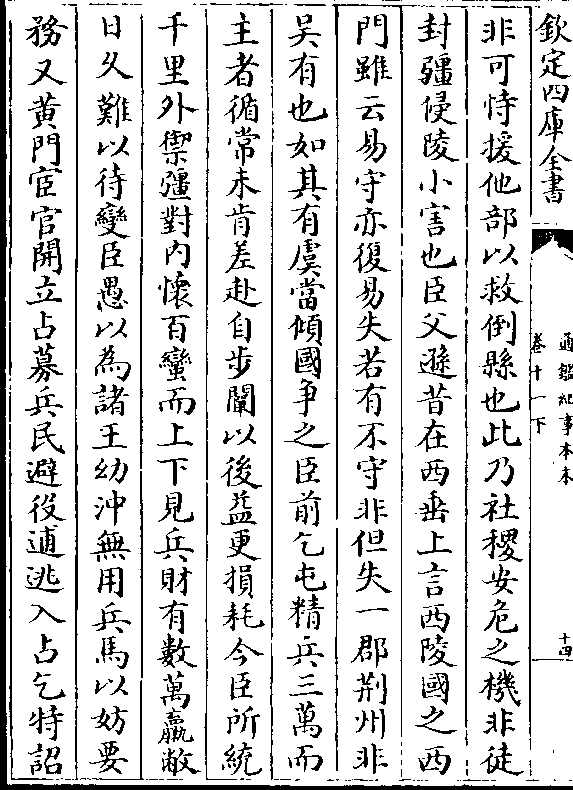 欽定四庫全書
通鑑紀事本末
卷十一下
十四
非可恃援他部以救倒縣也此乃社稷安危之機非徒
封疆侵陵小害也臣父遜昔在西垂上言西陵國之西
門雖云易守亦復易失若有不守非但失一郡荆州非
吴有也如其有虞當傾國争之臣前乞屯精兵三萬而
主者循常未肯差赴自步闡以後益更損耗今臣所統
千里外禦彊對内懷百蠻而上下見兵財有數萬羸敝
日久難以待變臣愚以為諸王幼沖無用兵馬以妨要
務又黄門宦官開立占募兵民避役逋逃入占乞特詔